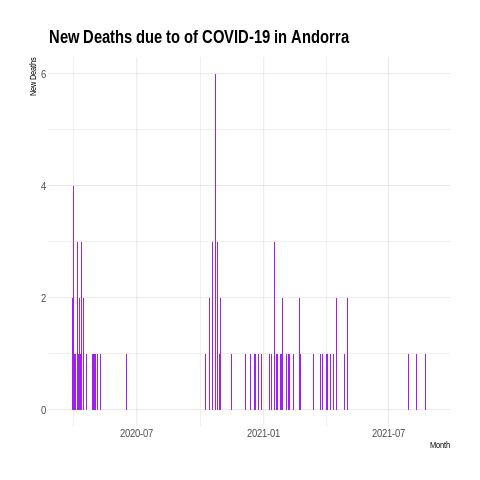 New Deaths due to of COVID-19 in Andorra
New Deaths
6
4
2
0
2020-07
2021-01
2021-07
Month